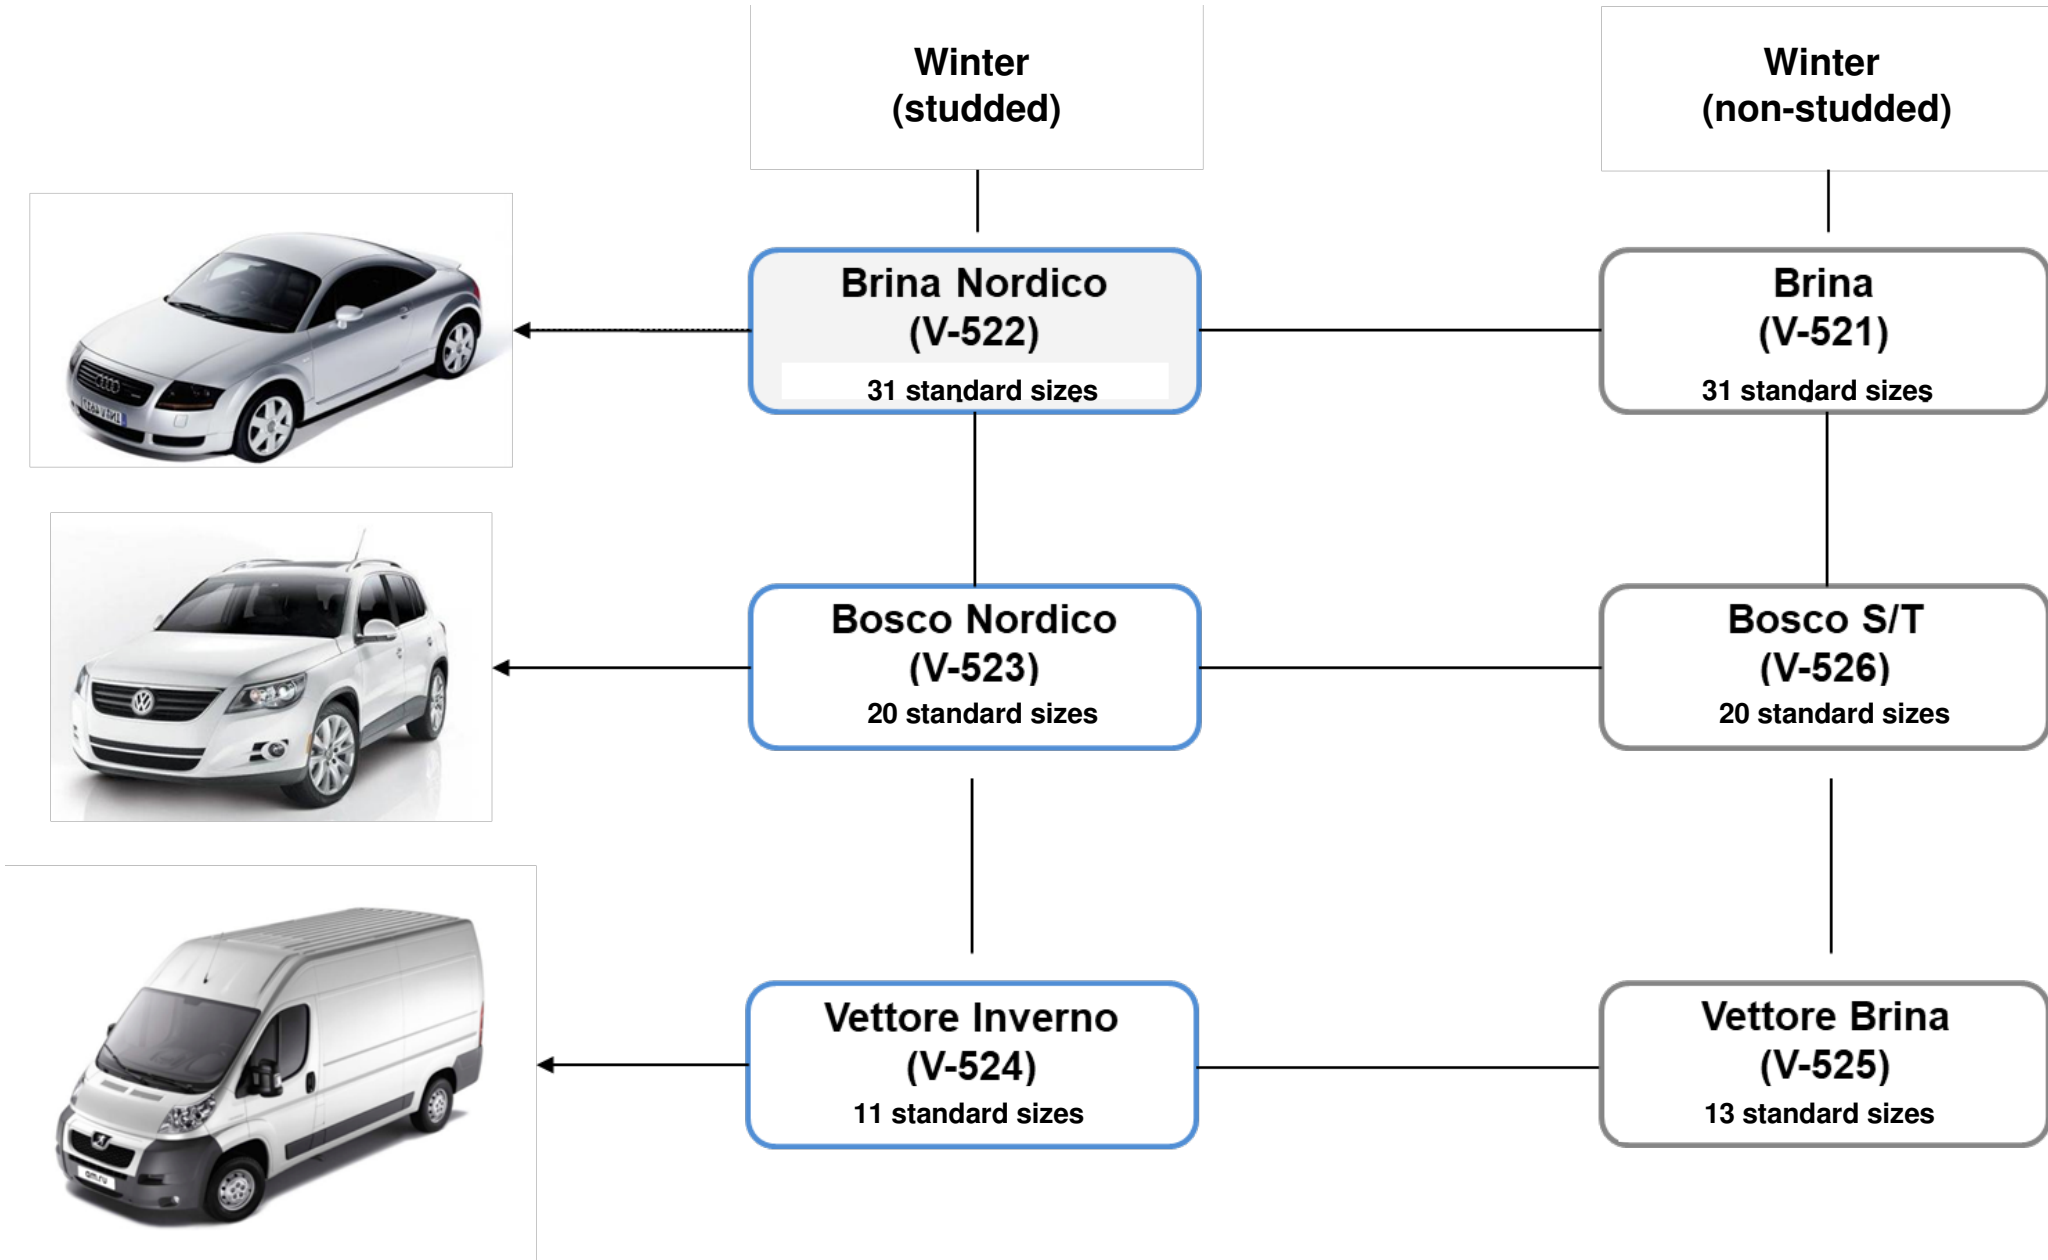 Winter
(studded)
Winter
(non-studded)
Brina Nordico
(V-522)
31 standard sizes
Brina
(V-521)
31 standard sizes
Bosco Nordico
(V-523)
20 standard sizes
Bosco S/T
(V-526)
20 standard sizes
Vettore Inverno
(V-524)
11 standard sizes
Vettore Brina
(V-525)
13 standard sizes
am.ru